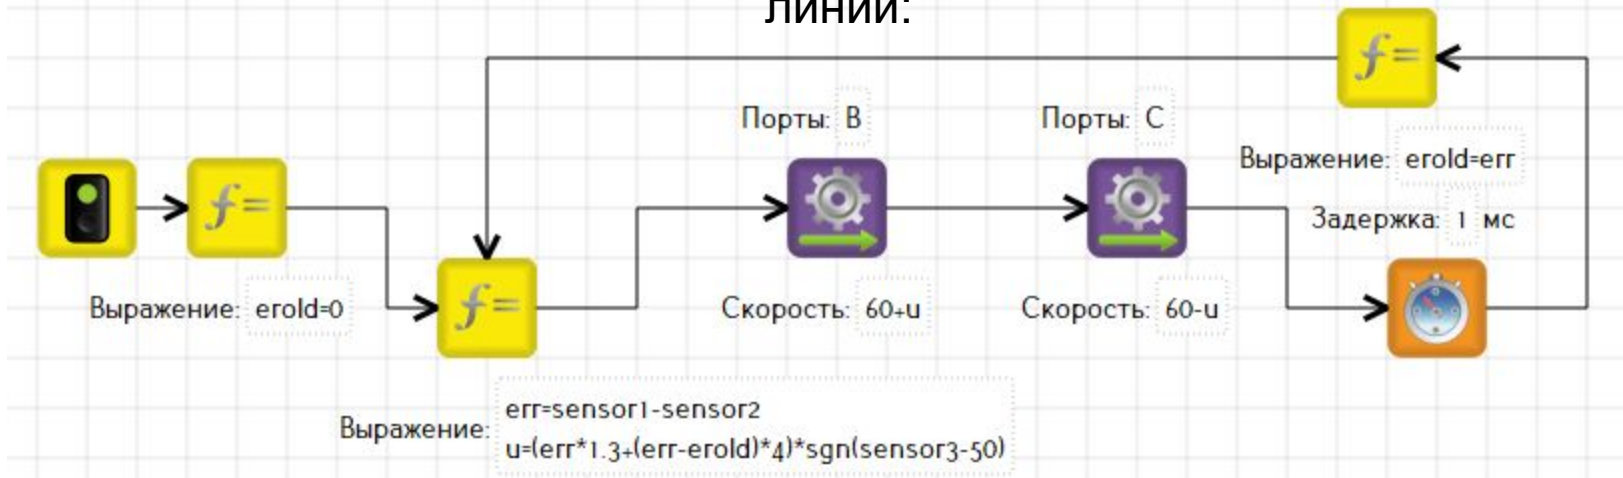 линии:
Порты: B
Порты: C
Выражение: erold=err
Задержка: 1 мс
Выражение: erold=0
Скорость: 60+u
Скорость: 60-u
Выражение:
err=sensor1-sensor2
u=(err*1.3+(err-erold)*4)*sgn(sensor3-50)